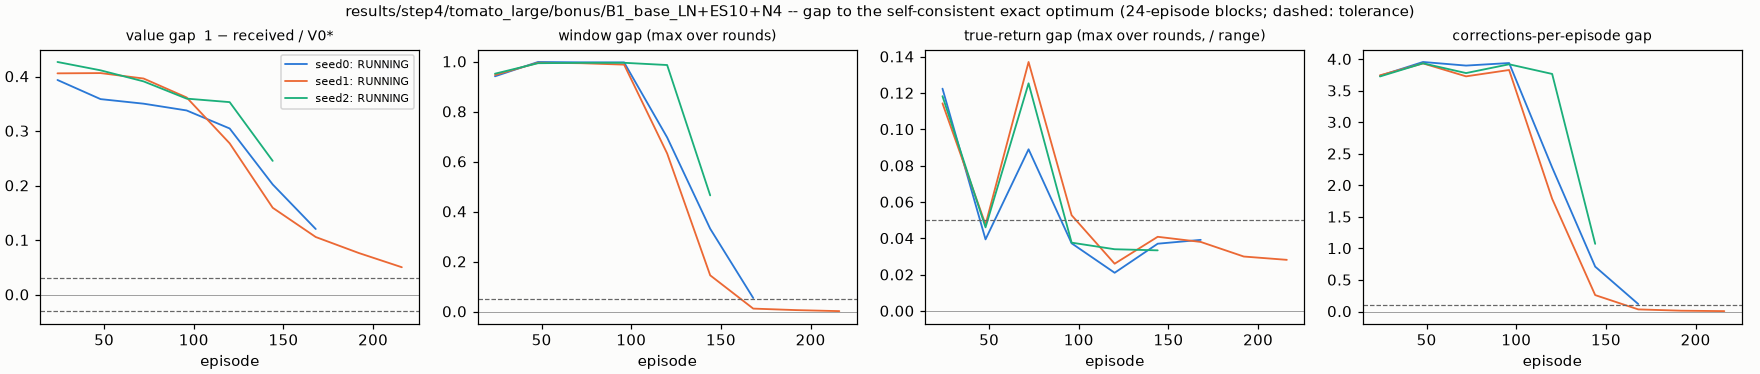 results/step4/tomato_large/bonus/B1_base_LN+ES10+N4 -- gap to the self-consistent exact optimum (24-episode blocks; dashed: tolerance)
value gap  1 − received / V0*
0.4
0.3
0.2
0.1
0.0
50 100 150 200
episode
seed0: RUNNING
seed1: RUNNING
seed2: RUNNING
window gap (max over rounds)
1.0
0.8
0.6
0.4
0.2
0.0
50 100 150 200
episode
true-return gap (max over rounds, / range)
0.14
0.12
0.10
0.08
0.06
0.04
0.02
0.00
50 100 150 200
episode
corrections-per-episode gap
4.0
3.5
3.0
2.5
2.0
1.5
1.0
0.5
0.0
50 100 150 200
episode